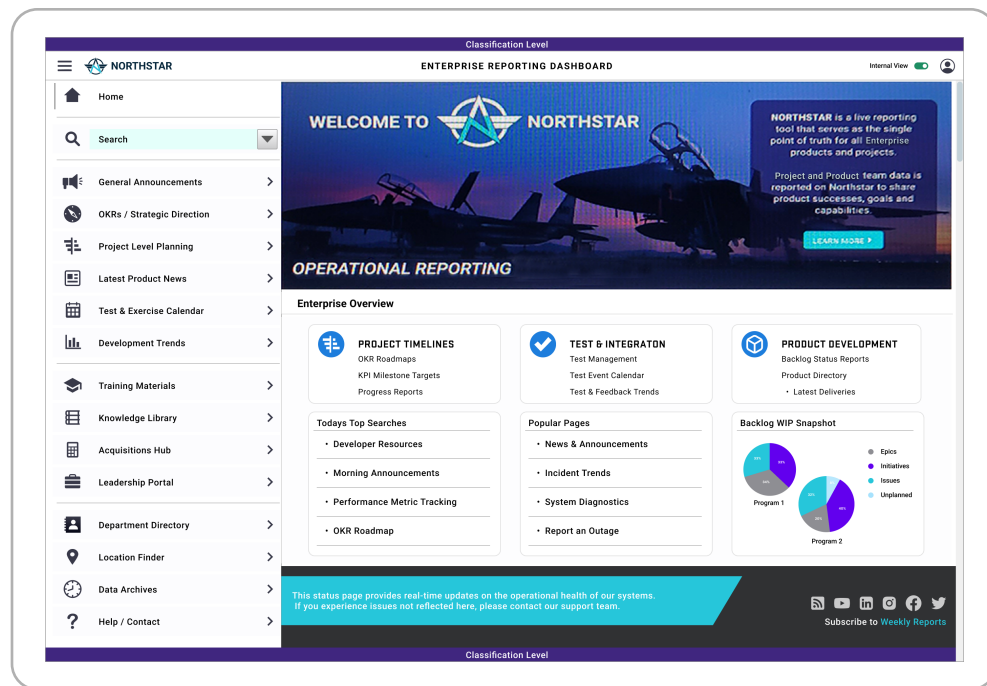 Classification Level
NORTHSTAR
ENTERPRISE REPORTING DASHBOARD
Internal View
Home
Search
General Announcements
OKRs / Strategic Direction
Project Level Planning
Latest Product News
Test & Exercise Calendar
Development Trends
Training Materials
Knowledge Library
Acquisitions Hub
Leadership Portal
Department Directory
Location Finder
Data Archives
Help / Contact
WELCOME TO NORTHSTAR
OPERATIONAL REPORTING
NORTHSTAR is a live reporting
tool that serves as the single
point of truth for all Enterprise
products and projects.
Project and Product team data is
reported on Northstar to share
product successes, goals and
capabilities.
LEARN MORE
Enterprise Overview
PROJECT TIMELINES
OKR Roadmaps
KPI Milestone Targets
Progress Reports
TEST & INTEGRATON
Test Management
Test Event Calendar
Test & Feedback Trends
PRODUCT DEVELOPMENT
Backlog Status Reports
Product Directory
• Latest Deliveries
Todays Top Searches
• Developer Resources
• Morning Announcements
• Performance Metric Tracking
• OKR Roadmap
Popular Pages
• News & Announcements
• Incident Trends
• System Diagnostics
• Report an Outage
Backlog WIP Snapshot
Program 1
Program 2
Epics
Initiatives
Issues
Unplanned
This status page provides real-time updates on the operational health of our systems.
If you experience issues not reflected here, please contact our support team.
Subscribe to Weekly Reports
Classification Level